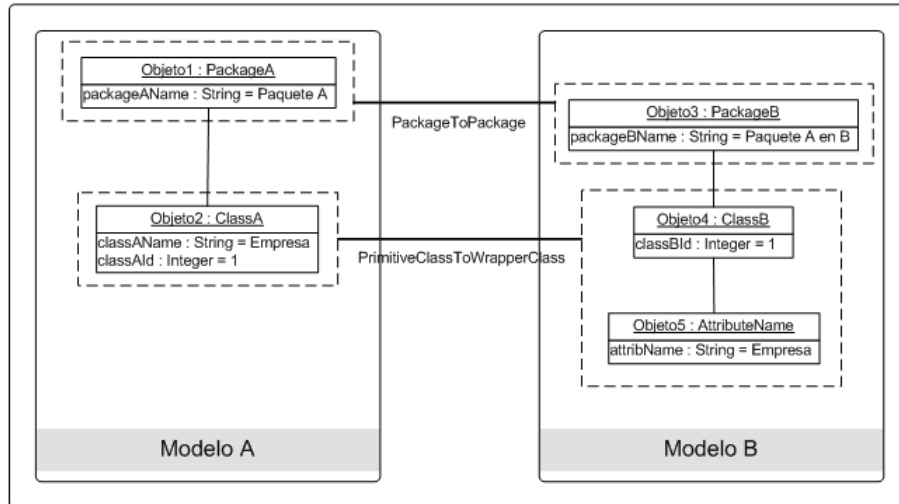 Objeto1 : PackageA
packageAName : String = Paquete A
PackageToPackage
Objeto3 : PackageB
packageBName : String = Paquete A en B
Objeto2 : ClassA
classAName : String = Empresa
classAId : Integer = 1
PrimitiveClassToWrapperClass
Objeto4 : ClassB
classBId : Integer = 1
Objeto5 : AttributeName
attribName : String = Empresa
Modelo A
Modelo B